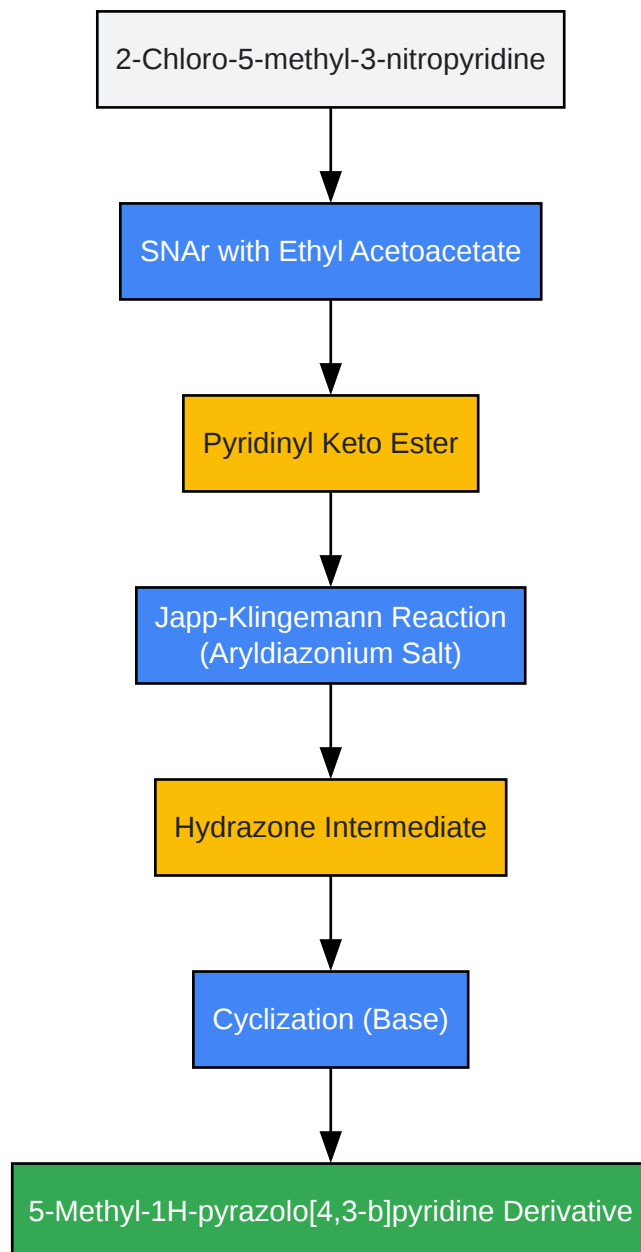 2-Chloro-5-methyl-3-nitropyridine
SNAr with Ethyl Acetoacetate
Pyridinyl Keto Ester
Japp-Klingemann Reaction
(Aryldiazonium Salt)
Hydrazone Intermediate
Cyclization (Base)
5-Methyl-1H-pyrazolo[4,3-b]pyridine Derivative